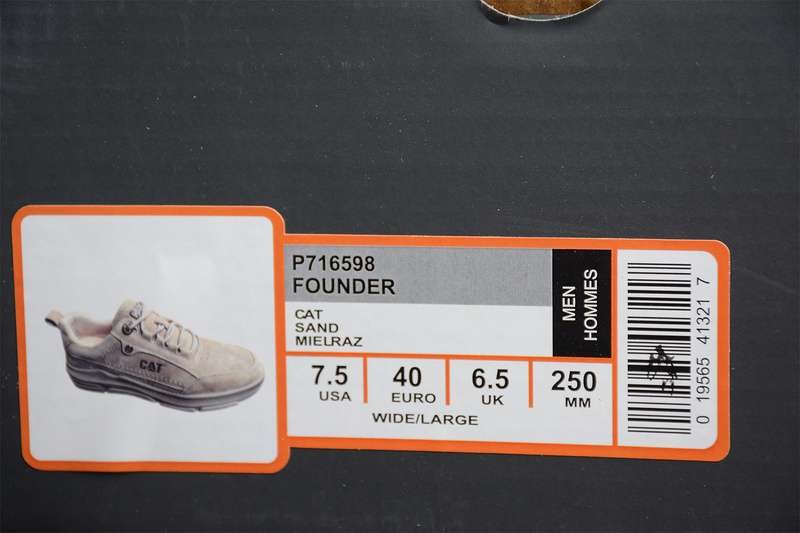 CAT
P716598
FOUNDER
CAT
SAND
MIELRAZ
MEN
HOMMES
7.5
USA
40
EURO
6.5
UK
250
MM
WIDE/LARGE
0 19565 41321 7